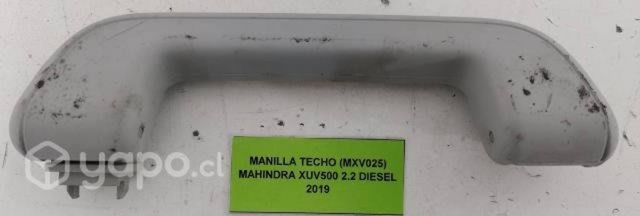 MANILLA TECHO (MXV025)
MAHINDRA XUV500 2.2 DIESEL
2019
yapo.cl